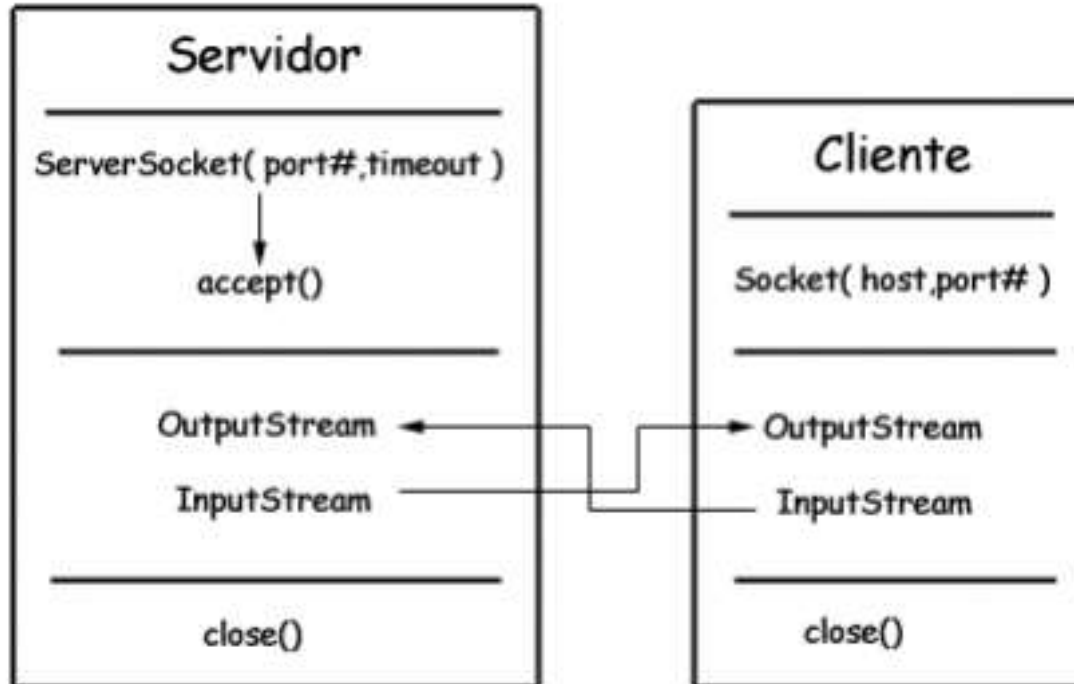 Servidor
ServerSocket( port#,timeout )
accept()
OutputStream
InputStream
close()
Cliente
Socket( host,port# )
OutputStream
InputStream
close()